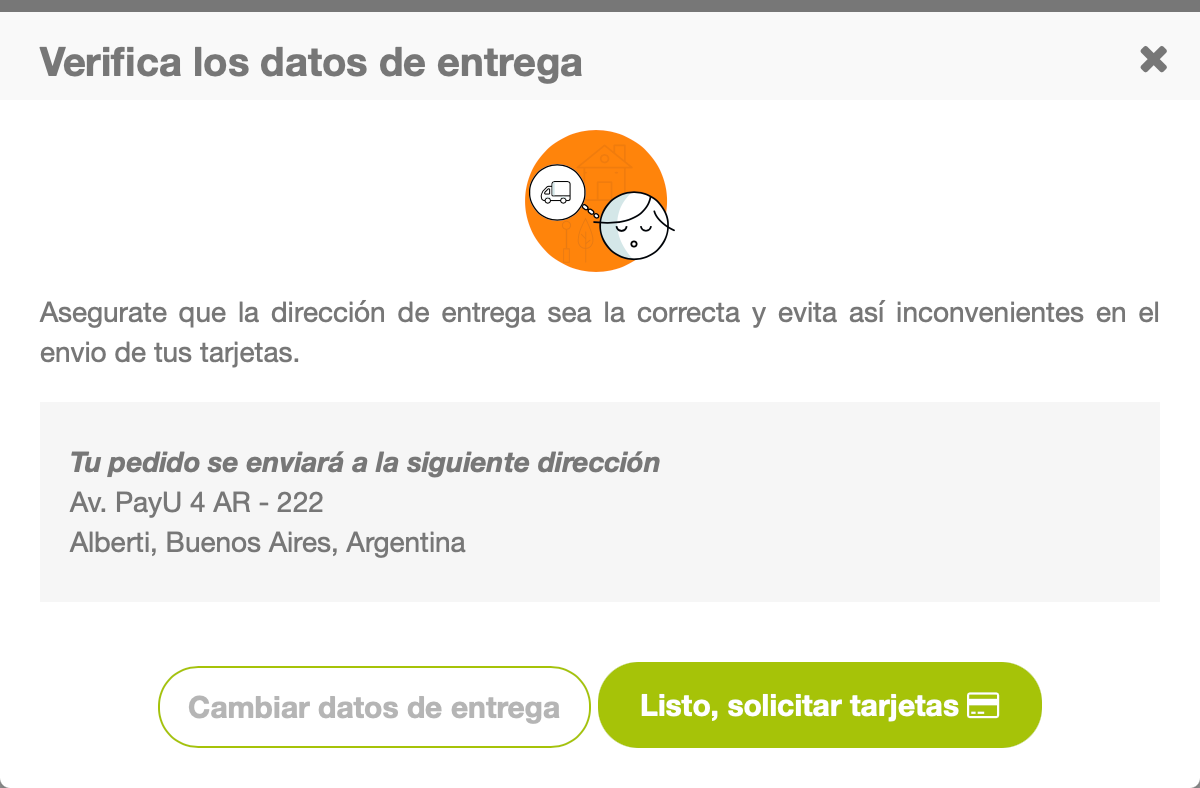 Verifica los datos de entrega
Asegurate que la dirección de entrega sea la correcta y evita así inconvenientes en el
envio de tus tarjetas.
Tu pedido se enviará a la siguiente dirección
Av. PayU 4 AR - 222
Alberti, Buenos Aires, Argentina
Cambiar datos de entrega
Listo, solicitar tarjetas